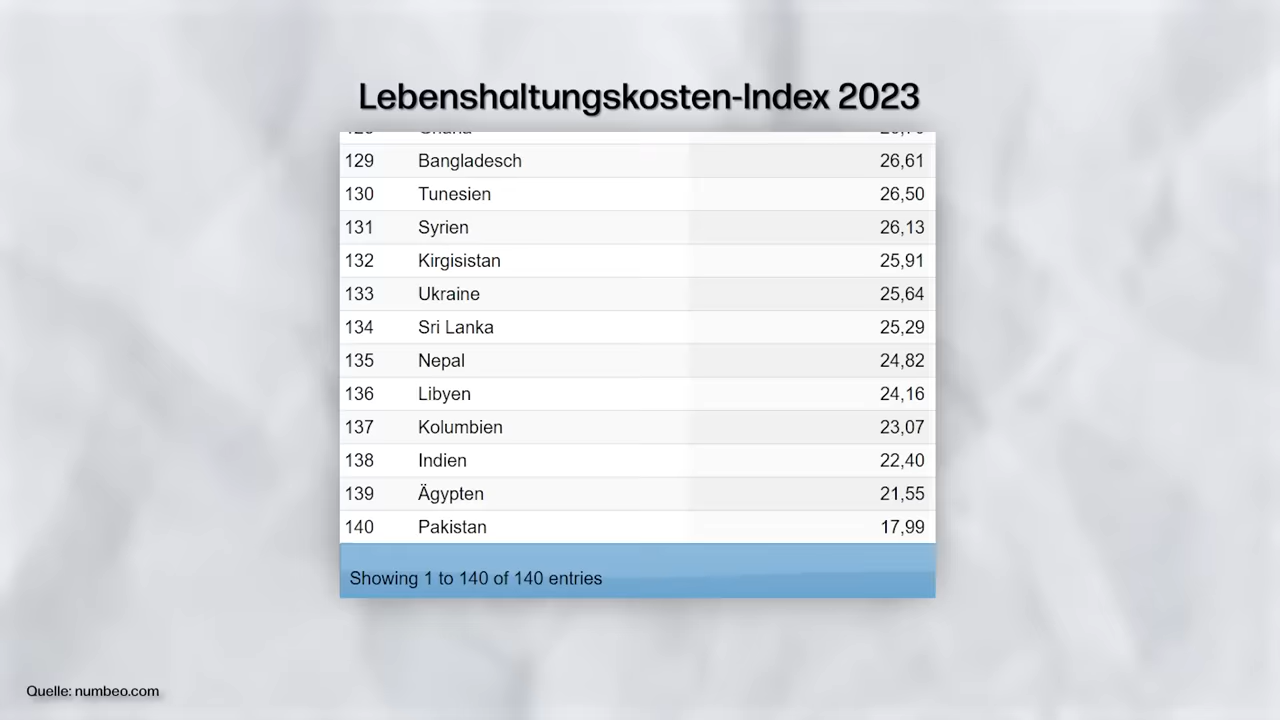 Lebenshaltungskosten-Index 2023
129 Bangladesch 26,61
130 Tunesien 26,50
131 Syrien 26,13
132 Kirgisistan 25,91
133 Ukraine 25,64
134 Sri Lanka 25,29
135 Nepal 24,82
136 Libyen 24,16
137 Kolumbien 23,07
138 Indien 22,40
139 Ägypten 21,55
140 Pakistan 17,99
Showing 1 to 140 of 140 entries
Quelle: numbeo.com